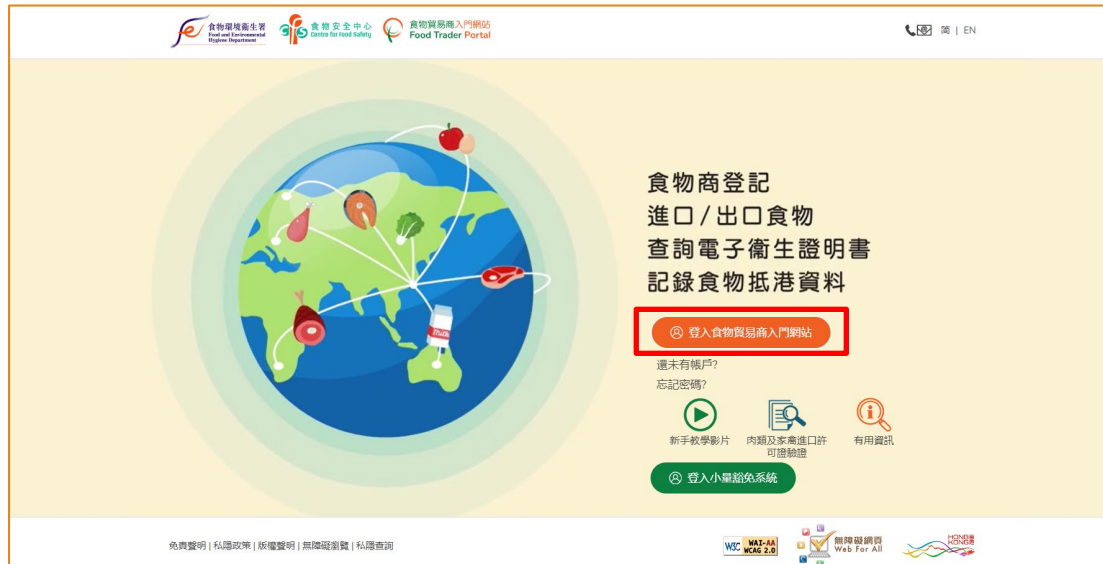 食物環境衞生署
Food and Environmental
Hygiene Department
cfs
食物安全中心
Centre for Food Safety
食物貿易商入門網站
Food Trader Portal
简 | EN
食物商登記
進口/出口食物
查詢電子衞生證明書
記錄食物抵港資料
登入食物貿易商入門網站
還未有帳戶?
忘記密碼?
新手教學影片
肉類及家禽進口許
可證驗證
有用資訊
登入小量豁免系統
Milk
免責聲明 | 私隱政策 | 版權聲明 | 無障礙瀏覽 | 私隱查詢
W3C WAI-AA
WCAG 2.0
無障礙網頁
Web For All
HONG
KONG